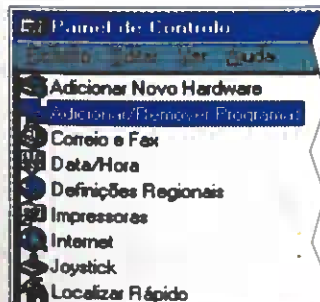 Painel de Controlo
Ver
Adicionar Novo Hardware
Adicionar/Remover Programas
Correio e Fax
Data/Hora
Definições Regionais
Impressoras
Internet
Joystick
Localizar Rápido